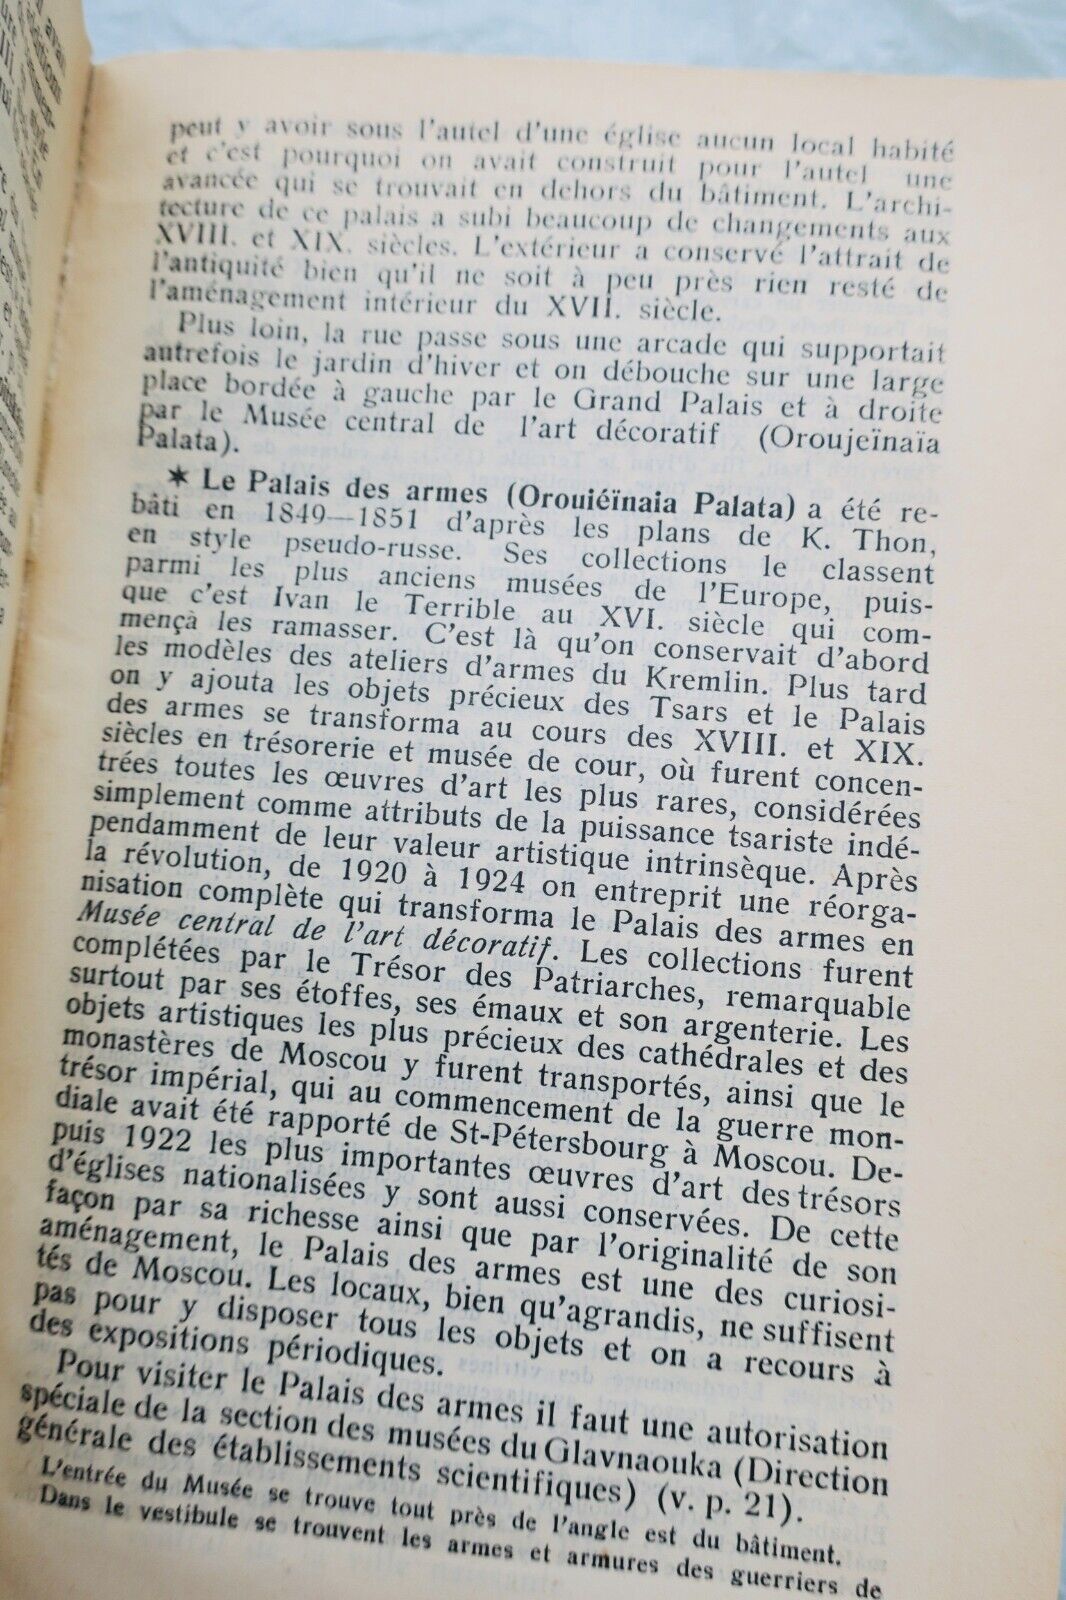 peut y avoir sous l'autel d'une église aucun local habité
et c'est pourquoi on avait construit pour l'autel une
avancée qui se trouvait en dehors du bâtiment. L'archi-
tecture de ce palais a subi beaucoup de changements aux
XVIII. et XIX. siècles. L'extérieur a conservé l'attrait de
l'antiquité bien qu'il ne soit à peu près rien resté de
l'aménagement intérieur du XVII. siècle.
Plus loin, la rue passe sous une arcade qui supportait
autrefois le jardin d'hiver et on débouche sur une large
place bordée à gauche par le Grand Palais et à droite
par le Musée central de l'art décoratif (Oroujeïnaïa
Palata).
* Le Palais des armes (Orouiéïnaia Palata) a été re-
bâti en 1849—1851 d'après les plans de K. Thon,
en style pseudo-russe. Ses collections le classent
parmi les plus anciens musées de l'Europe, puis-
que c'est Ivan le Terrible au XVI. siècle qui com-
mençà les ramasser. C'est là qu'on conservait d'abord
les modèles des ateliers d'armes du Kremlin. Plus tard
on y ajouta les objets précieux des Tsars et le Palais
des armes se transforma au cours des XVIII. et XIX.
siècles en trésorerie et musée de cour, où furent concen-
trées toutes les œuvres d'art les plus rares, considérées
simplement comme attributs de la puissance tsariste indé-
pendamment de leur valeur artistique intrinsèque. Après
la révolution, de 1920 à 1924 on entreprit une réorga-
nisation complète qui transforma le Palais des armes en
Musée central de l'art décoratif. Les collections furent
complétées par le Trésor des Patriarches, remarquable
surtout par ses étoffes, ses émaux et son argenterie. Les
objets artistiques les plus précieux des cathédrales et des
monastères de Moscou y furent transportés, ainsi que le
trésor impérial, qui au commencement de la guerre mon-
diale avait été rapporté de St-Pétersbourg à Moscou. De-
puis 1922 les plus importantes œuvres d'art des trésors
d'églises nationalisées y sont aussi conservées. De cette
façon par sa richesse ainsi que par l'originalité de son
aménagement, le Palais des armes est une des curiosi-
tés de Moscou. Les locaux, bien qu'agrandis, ne suffisent
pas pour y disposer tous les objets et on a recours à
des expositions périodiques.
Pour visiter le Palais des armes il faut une autorisation
spéciale de la section des musées du Glavnaouka (Direction
générale des établissements scientifiques) (v. p. 21).
L'entrée du Musée se trouve tout près de l'angle est du bâtiment.
Dans le vestibule se trouvent les armes et armures des guerriers de